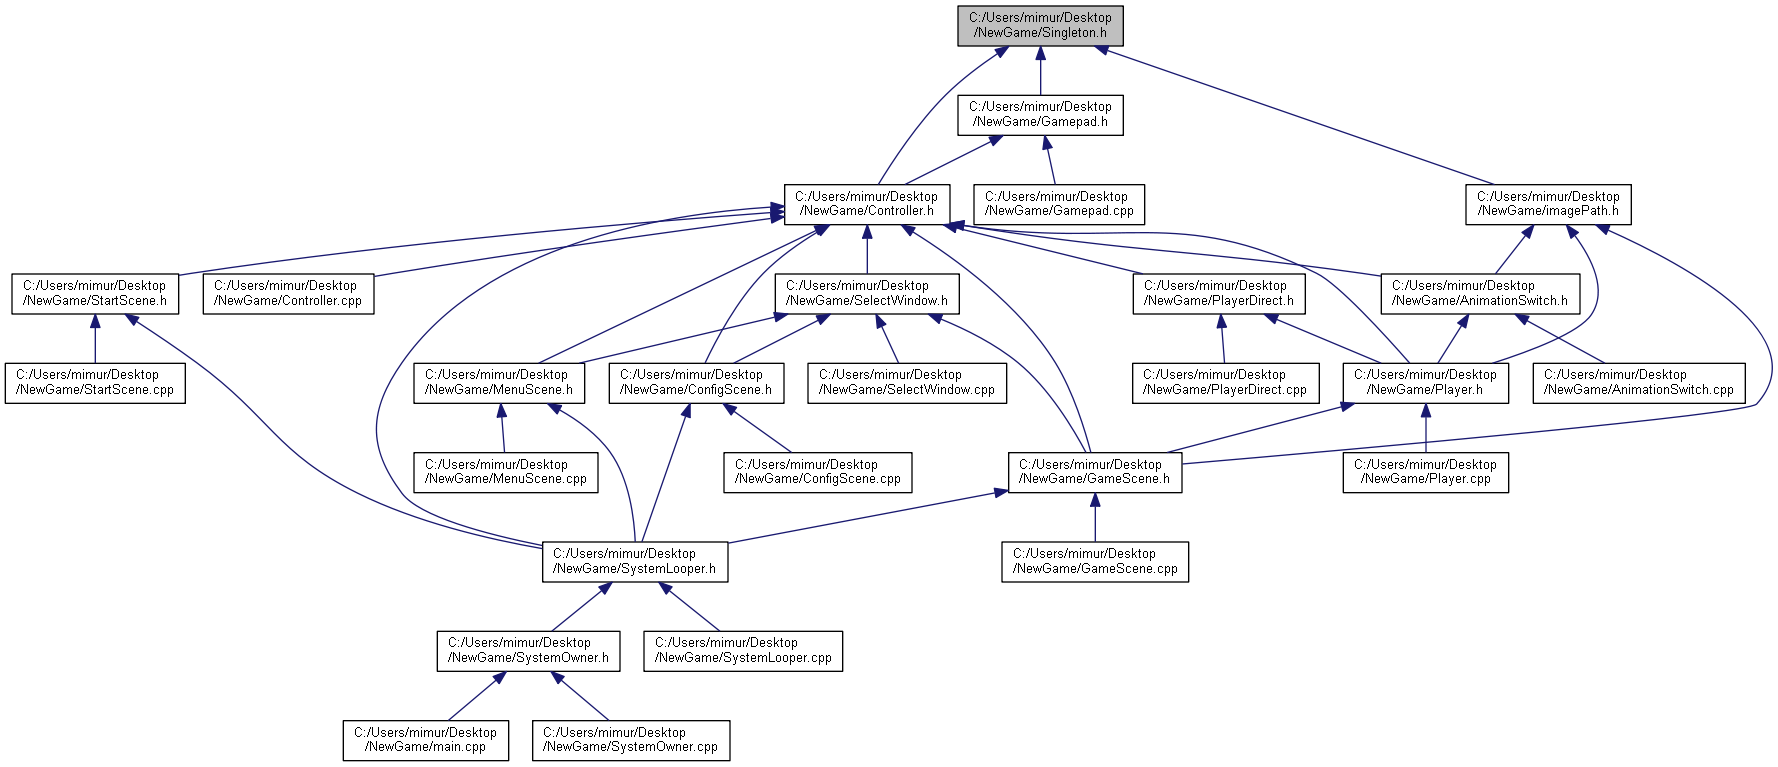 C:/Users/mimur/Desktop
/NewGame/Singleton.h
C:/Users/mimur/Desktop
/NewGame/Gamepad.h
C:/Users/mimur/Desktop
/NewGame/Controller.h
C:/Users/mimur/Desktop
/NewGame/Gamepad.cpp
C:/Users/mimur/Desktop
/NewGame/imagePath.h
C:/Users/mimur/Desktop
/NewGame/StartScene.h
C:/Users/mimur/Desktop
/NewGame/Controller.cpp
C:/Users/mimur/Desktop
/NewGame/SelectWindow.h
C:/Users/mimur/Desktop
/NewGame/PlayerDirect.h
C:/Users/mimur/Desktop
/NewGame/AnimationSwitch.h
C:/Users/mimur/Desktop
/NewGame/StartScene.cpp
C:/Users/mimur/Desktop
/NewGame/MenuScene.h
C:/Users/mimur/Desktop
/NewGame/ConfigScene.h
C:/Users/mimur/Desktop
/NewGame/SelectWindow.cpp
C:/Users/mimur/Desktop
/NewGame/PlayerDirect.cpp
C:/Users/mimur/Desktop
/NewGame/Player.h
C:/Users/mimur/Desktop
/NewGame/AnimationSwitch.cpp
C:/Users/mimur/Desktop
/NewGame/MenuScene.cpp
C:/Users/mimur/Desktop
/NewGame/ConfigScene.cpp
C:/Users/mimur/Desktop
/NewGame/GameScene.h
C:/Users/mimur/Desktop
/NewGame/Player.cpp
C:/Users/mimur/Desktop
/NewGame/SystemLooper.h
C:/Users/mimur/Desktop
/NewGame/GameScene.cpp
C:/Users/mimur/Desktop
/NewGame/SystemOwner.h
C:/Users/mimur/Desktop
/NewGame/SystemLooper.cpp
C:/Users/mimur/Desktop
/NewGame/main.cpp
C:/Users/mimur/Desktop
/NewGame/SystemOwner.cpp